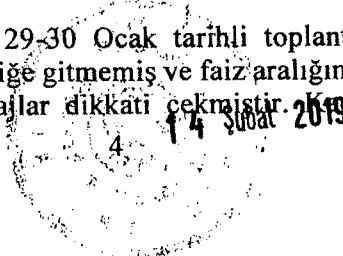 29-30 Ocak tarihli toplant
iğe gitmemiş ve faiz aralığın
ajlar dikkati çekmiştir.
14 Şubat 2019
4